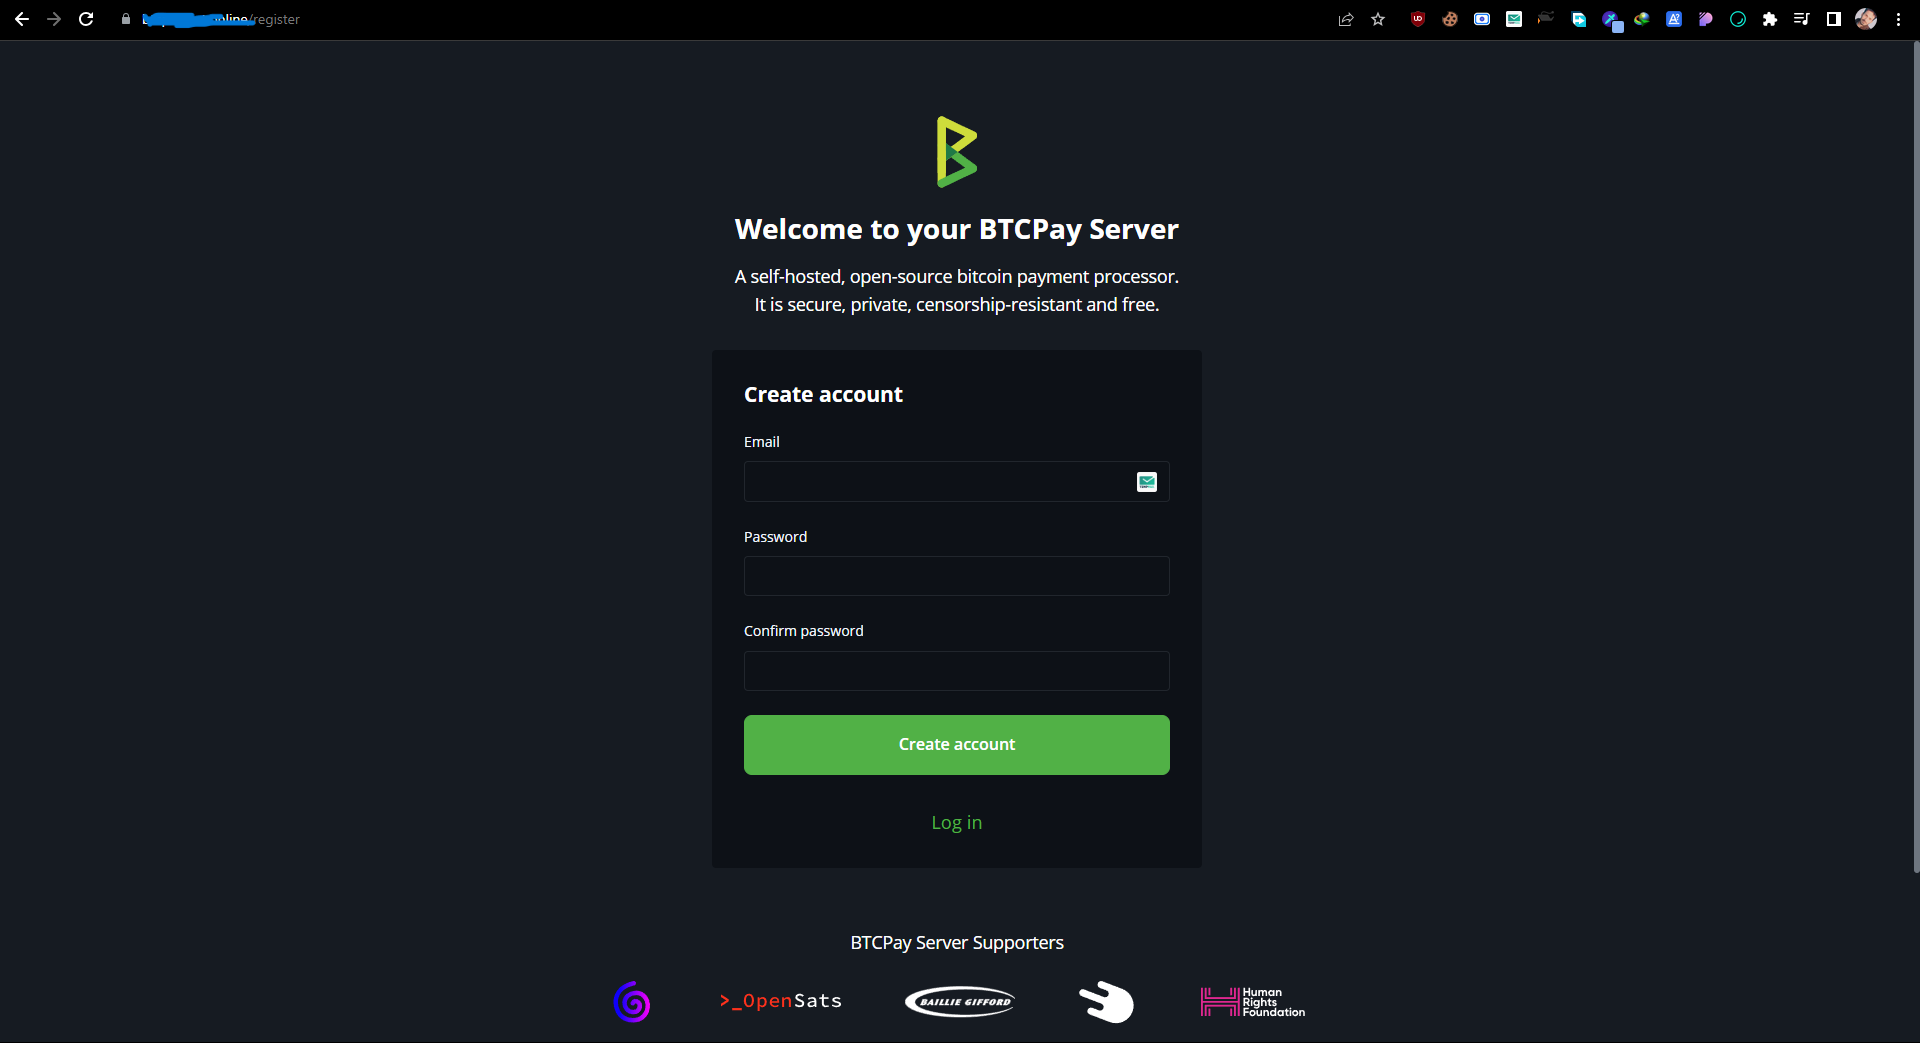 /register
Welcome to your BTCPay Server
A self-hosted, open-source bitcoin payment processor.
It is secure, private, censorship-resistant and free.
Create account
Email
Password
Confirm password
Create account
Log in
BTCPay Server Supporters
>_OpenSats
BAILLIE GIFFORD
Human
Rights
Foundation